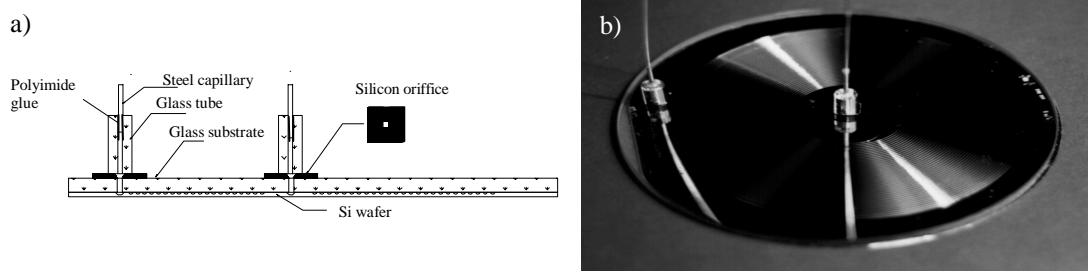 a)
Polyimide
glue
Steel capillary
Glass tube
Glass substrate
Silicon oriffice
Si wafer
b)